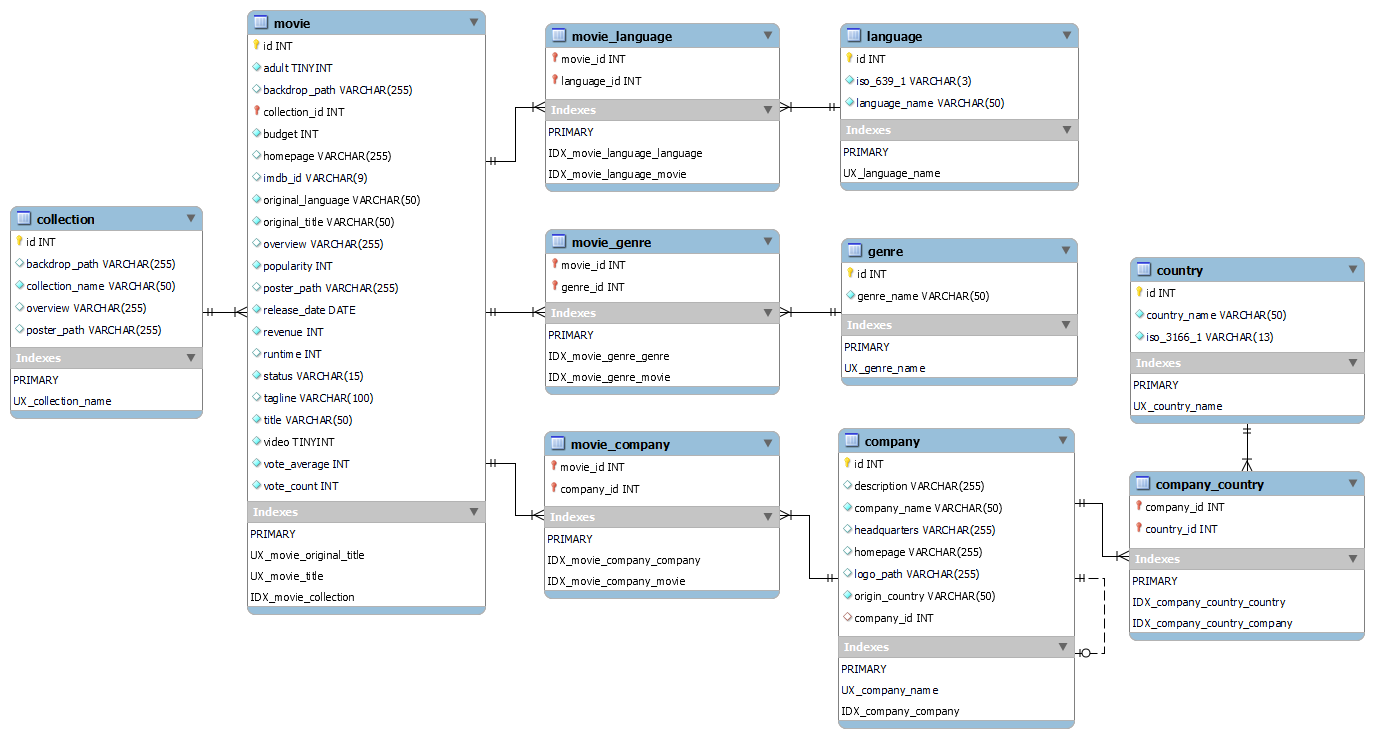 collection
id INT
backdrop_path VARCHAR(255)
collection_name VARCHAR(50)
overview VARCHAR(255)
poster_path VARCHAR(255)
Indexes
PRIMARY
UX_collection_name
movie
id INT
adult TINYINT
backdrop_path VARCHAR(255)
collection_id INT
budget INT
homepage VARCHAR(255)
imdb_id VARCHAR(9)
original_language VARCHAR(50)
original_title VARCHAR(50)
overview VARCHAR(255)
popularity INT
poster_path VARCHAR(255)
release_date DATE
revenue INT
runtime INT
status VARCHAR(15)
tagline VARCHAR(100)
title VARCHAR(50)
video TINYINT
vote_average INT
vote_count INT
Indexes
PRIMARY
UX_movie_original_title
UX_movie_title
IDX_movie_collection
movie_language
movie_id INT
language_id INT
Indexes
PRIMARY
IDX_movie_language_language
IDX_movie_language_movie
language
id INT
iso_639_1 VARCHAR(3)
language_name VARCHAR(50)
Indexes
PRIMARY
UX_language_name
movie_genre
movie_id INT
genre_id INT
Indexes
PRIMARY
IDX_movie_genre_genre
IDX_movie_genre_movie
genre
id INT
genre_name VARCHAR(50)
Indexes
PRIMARY
UX_genre_name
movie_company
movie_id INT
company_id INT
Indexes
PRIMARY
IDX_movie_company_company
IDX_movie_company_movie
company
id INT
description VARCHAR(255)
company_name VARCHAR(50)
headquarters VARCHAR(255)
homepage VARCHAR(255)
logo_path VARCHAR(255)
origin_country VARCHAR(50)
company_id INT
Indexes
PRIMARY
UX_company_name
IDX_company_company
country
id INT
country_name VARCHAR(50)
iso_3166_1 VARCHAR(13)
Indexes
PRIMARY
UX_country_name
company_country
company_id INT
country_id INT
Indexes
PRIMARY
IDX_company_country_country
IDX_company_country_company